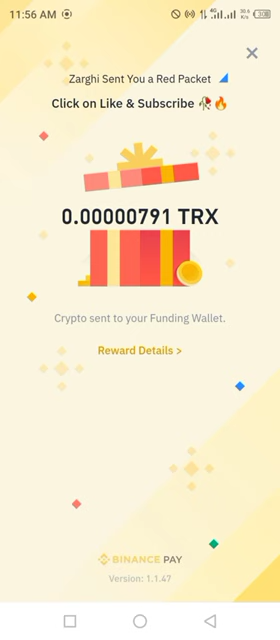 11:56 AM
4G
Zarghi Sent You a Red Packet
Click on Like & Subscribe 🥀🔥
0.00000791 TRX
Crypto sent to your Funding Wallet.
Reward Details >
BINANCE PAY
Version: 1.1.47